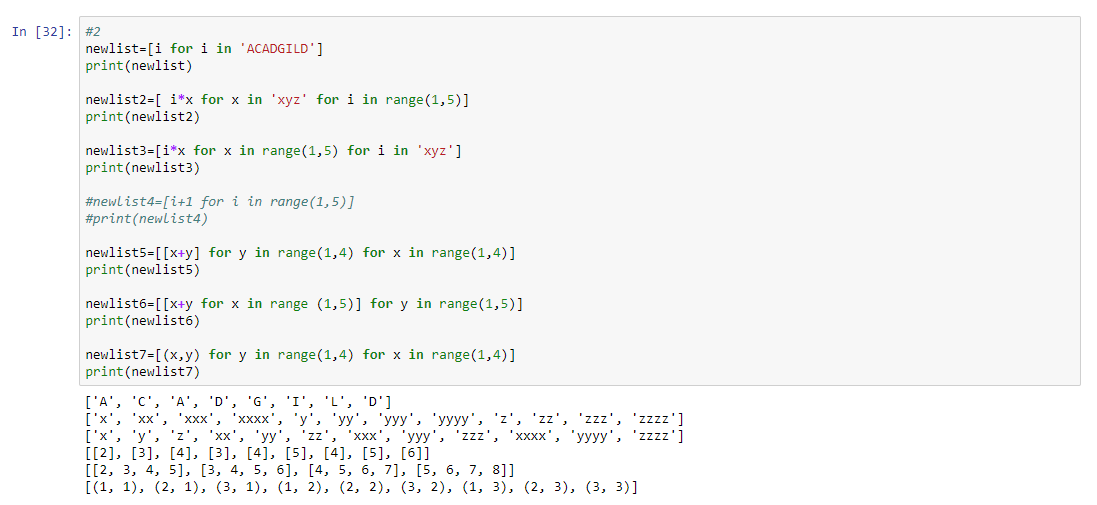 In [32]:
#2
newlist=[i for i in 'ACADGILD']
print(newlist)
newlist2=[ i*x for x in 'xyz' for i in range(1,5)]
print(newlist2)
newlist3=[i*x for x in range(1,5) for i in 'xyz']
print(newlist3)
#newlist4=[i+1 for i in range(1,5)]
#print(newlist4)
newlist5=[[x+y] for y in range(1,4) for x in range(1,4)]
print(newlist5)
newlist6=[[x+y for x in range (1,5)] for y in range(1,5)]
print(newlist6)
newlist7=[(x,y) for y in range(1,4) for x in range(1,4)]
print(newlist7)
['A', 'C', 'A', 'D', 'G', 'I', 'L', 'D']
['x', 'xx', 'xxx', 'xxxx', 'y', 'yy', 'yyy', 'yyyy', 'z', 'zz', 'zzz', 'zzzz']
['x', 'y', 'z', 'xx', 'yy', 'zz', 'xxx', 'yyy', 'zzz', 'xxxx', 'yyyy', 'zzzz']
[[2], [3], [4], [3], [4], [5], [4], [5], [6]]
[[2, 3, 4, 5], [3, 4, 5, 6], [4, 5, 6, 7], [5, 6, 7, 8]]
[(1, 1), (2, 1), (3, 1), (1, 2), (2, 2), (3, 2), (1, 3), (2, 3), (3, 3)]